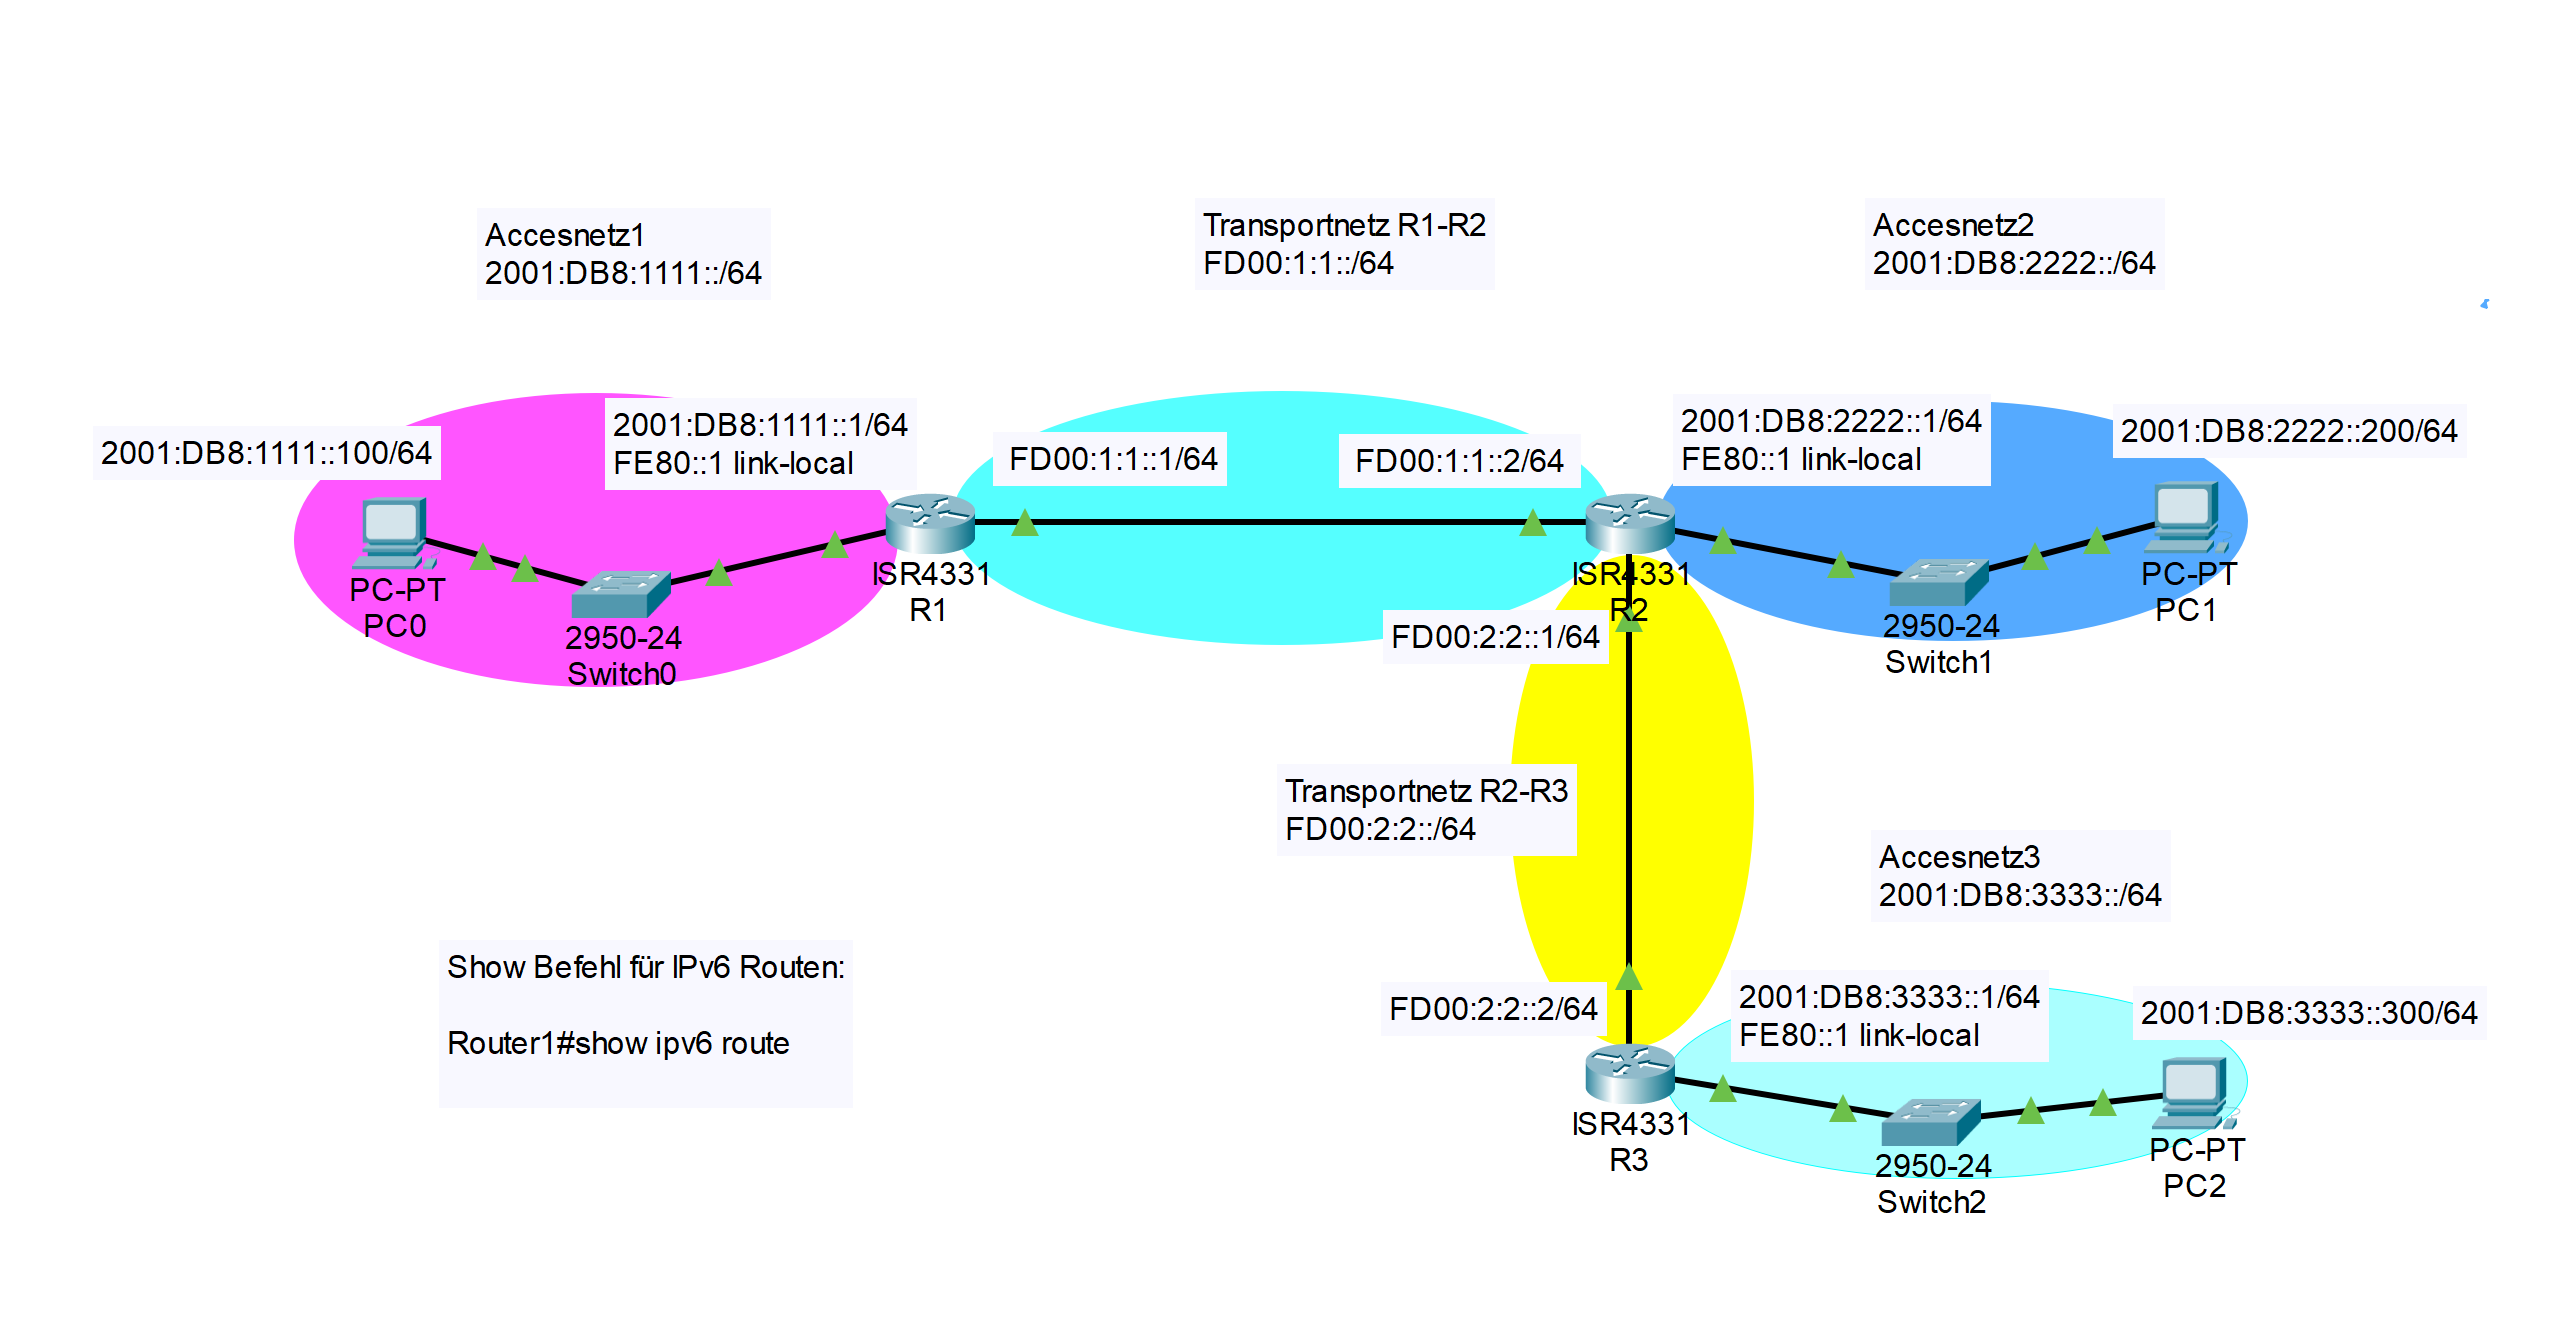 Accesnetz1
2001:DB8:1111::/64
Transportnetz R1-R2
FD00:1:1::/64
Accesnetz2
2001:DB8:2222::/64
2001:DB8:1111::100/64
2001:DB8:1111::1/64
FE80::1 link-local
FD00:1:1::1/64
FD00:1:1::2/64
2001:DB8:2222::1/64
FE80::1 link-local
2001:DB8:2222::200/64
PC-PT
PC0
2950-24
Switch0
ISR4331
R1
ISR4331
R2
2950-24
Switch1
PC-PT
PC1
FD00:2:2::1/64
Transportnetz R2-R3
FD00:2:2::/64
Accesnetz3
2001:DB8:3333::/64
Show Befehl für IPv6 Routen:
Router1#show ipv6 route
FD00:2:2::2/64
2001:DB8:3333::1/64
FE80::1 link-local
2001:DB8:3333::300/64
ISR4331
R3
2950-24
Switch2
PC-PT
PC2